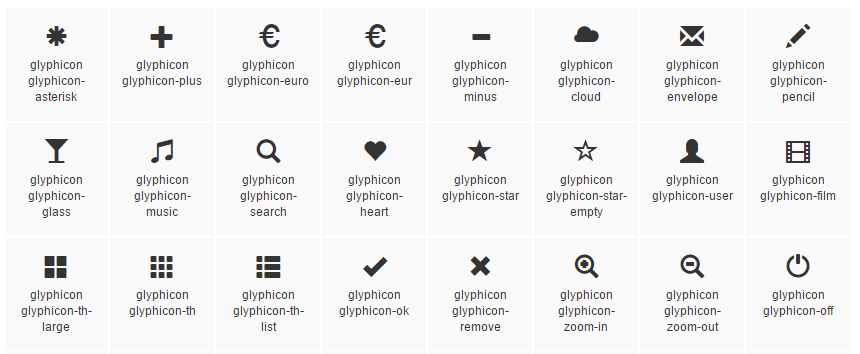 glyphicon
glyphicon-
asterisk
glyphicon
glyphicon-plus
glyphicon
glyphicon-euro
glyphicon
glyphicon-eur
glyphicon
glyphicon-
minus
glyphicon
glyphicon-
cloud
glyphicon
glyphicon-
envelope
glyphicon
glyphicon-
pencil
glyphicon
glyphicon-
glass
glyphicon
glyphicon-
music
glyphicon
glyphicon-
search
glyphicon
glyphicon-
heart
glyphicon
glyphicon-star
glyphicon
glyphicon-star-
empty
glyphicon
glyphicon-user
glyphicon
glyphicon-film
glyphicon
glyphicon-th-
large
glyphicon
glyphicon-th
glyphicon
glyphicon-th-
list
glyphicon
glyphicon-ok
glyphicon
glyphicon-
remove
glyphicon
glyphicon-
zoom-in
glyphicon
glyphicon-
zoom-out
glyphicon
glyphicon-off